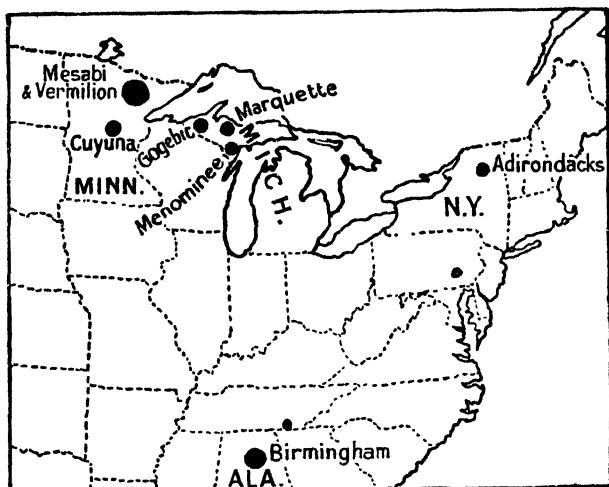 Mesabi
& Vermilion
Cuyuna
Gogebic
Marquette
Menominee
MINN.
MICH.
Adirondacks
N.Y.
Birmingham
ALA.